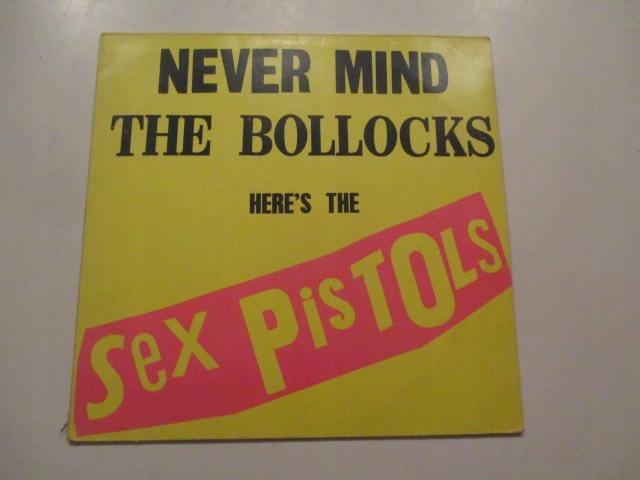 NEVER MIND
THE BOLLOCKS
HERE'S THE
Sex PisTOLS